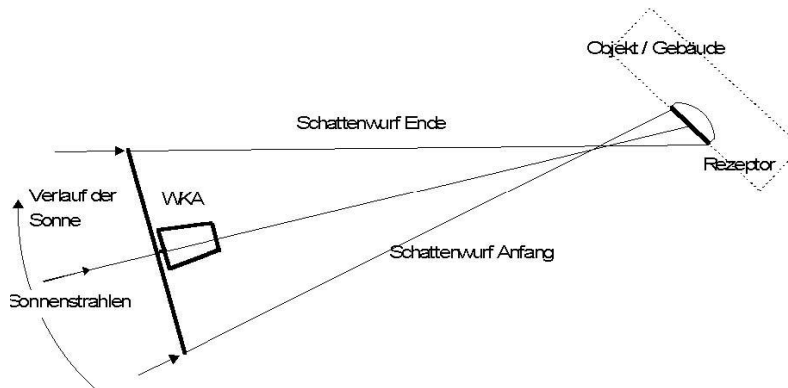 Objekt / Gebäude
Schattenwurf Ende
Rezeptor
Verlauf der
Sonne
WKA
Schattenwurf Anfang
Sonnenstrahlen